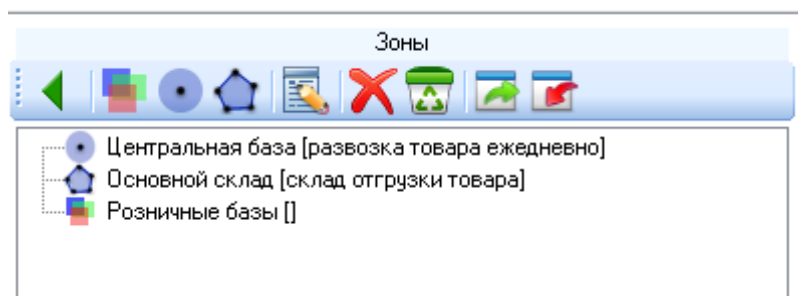 Зоны
Центральная база [развозка товара ежедневно]
Основной склад [склад отгрузки товара]
Розничные базы []